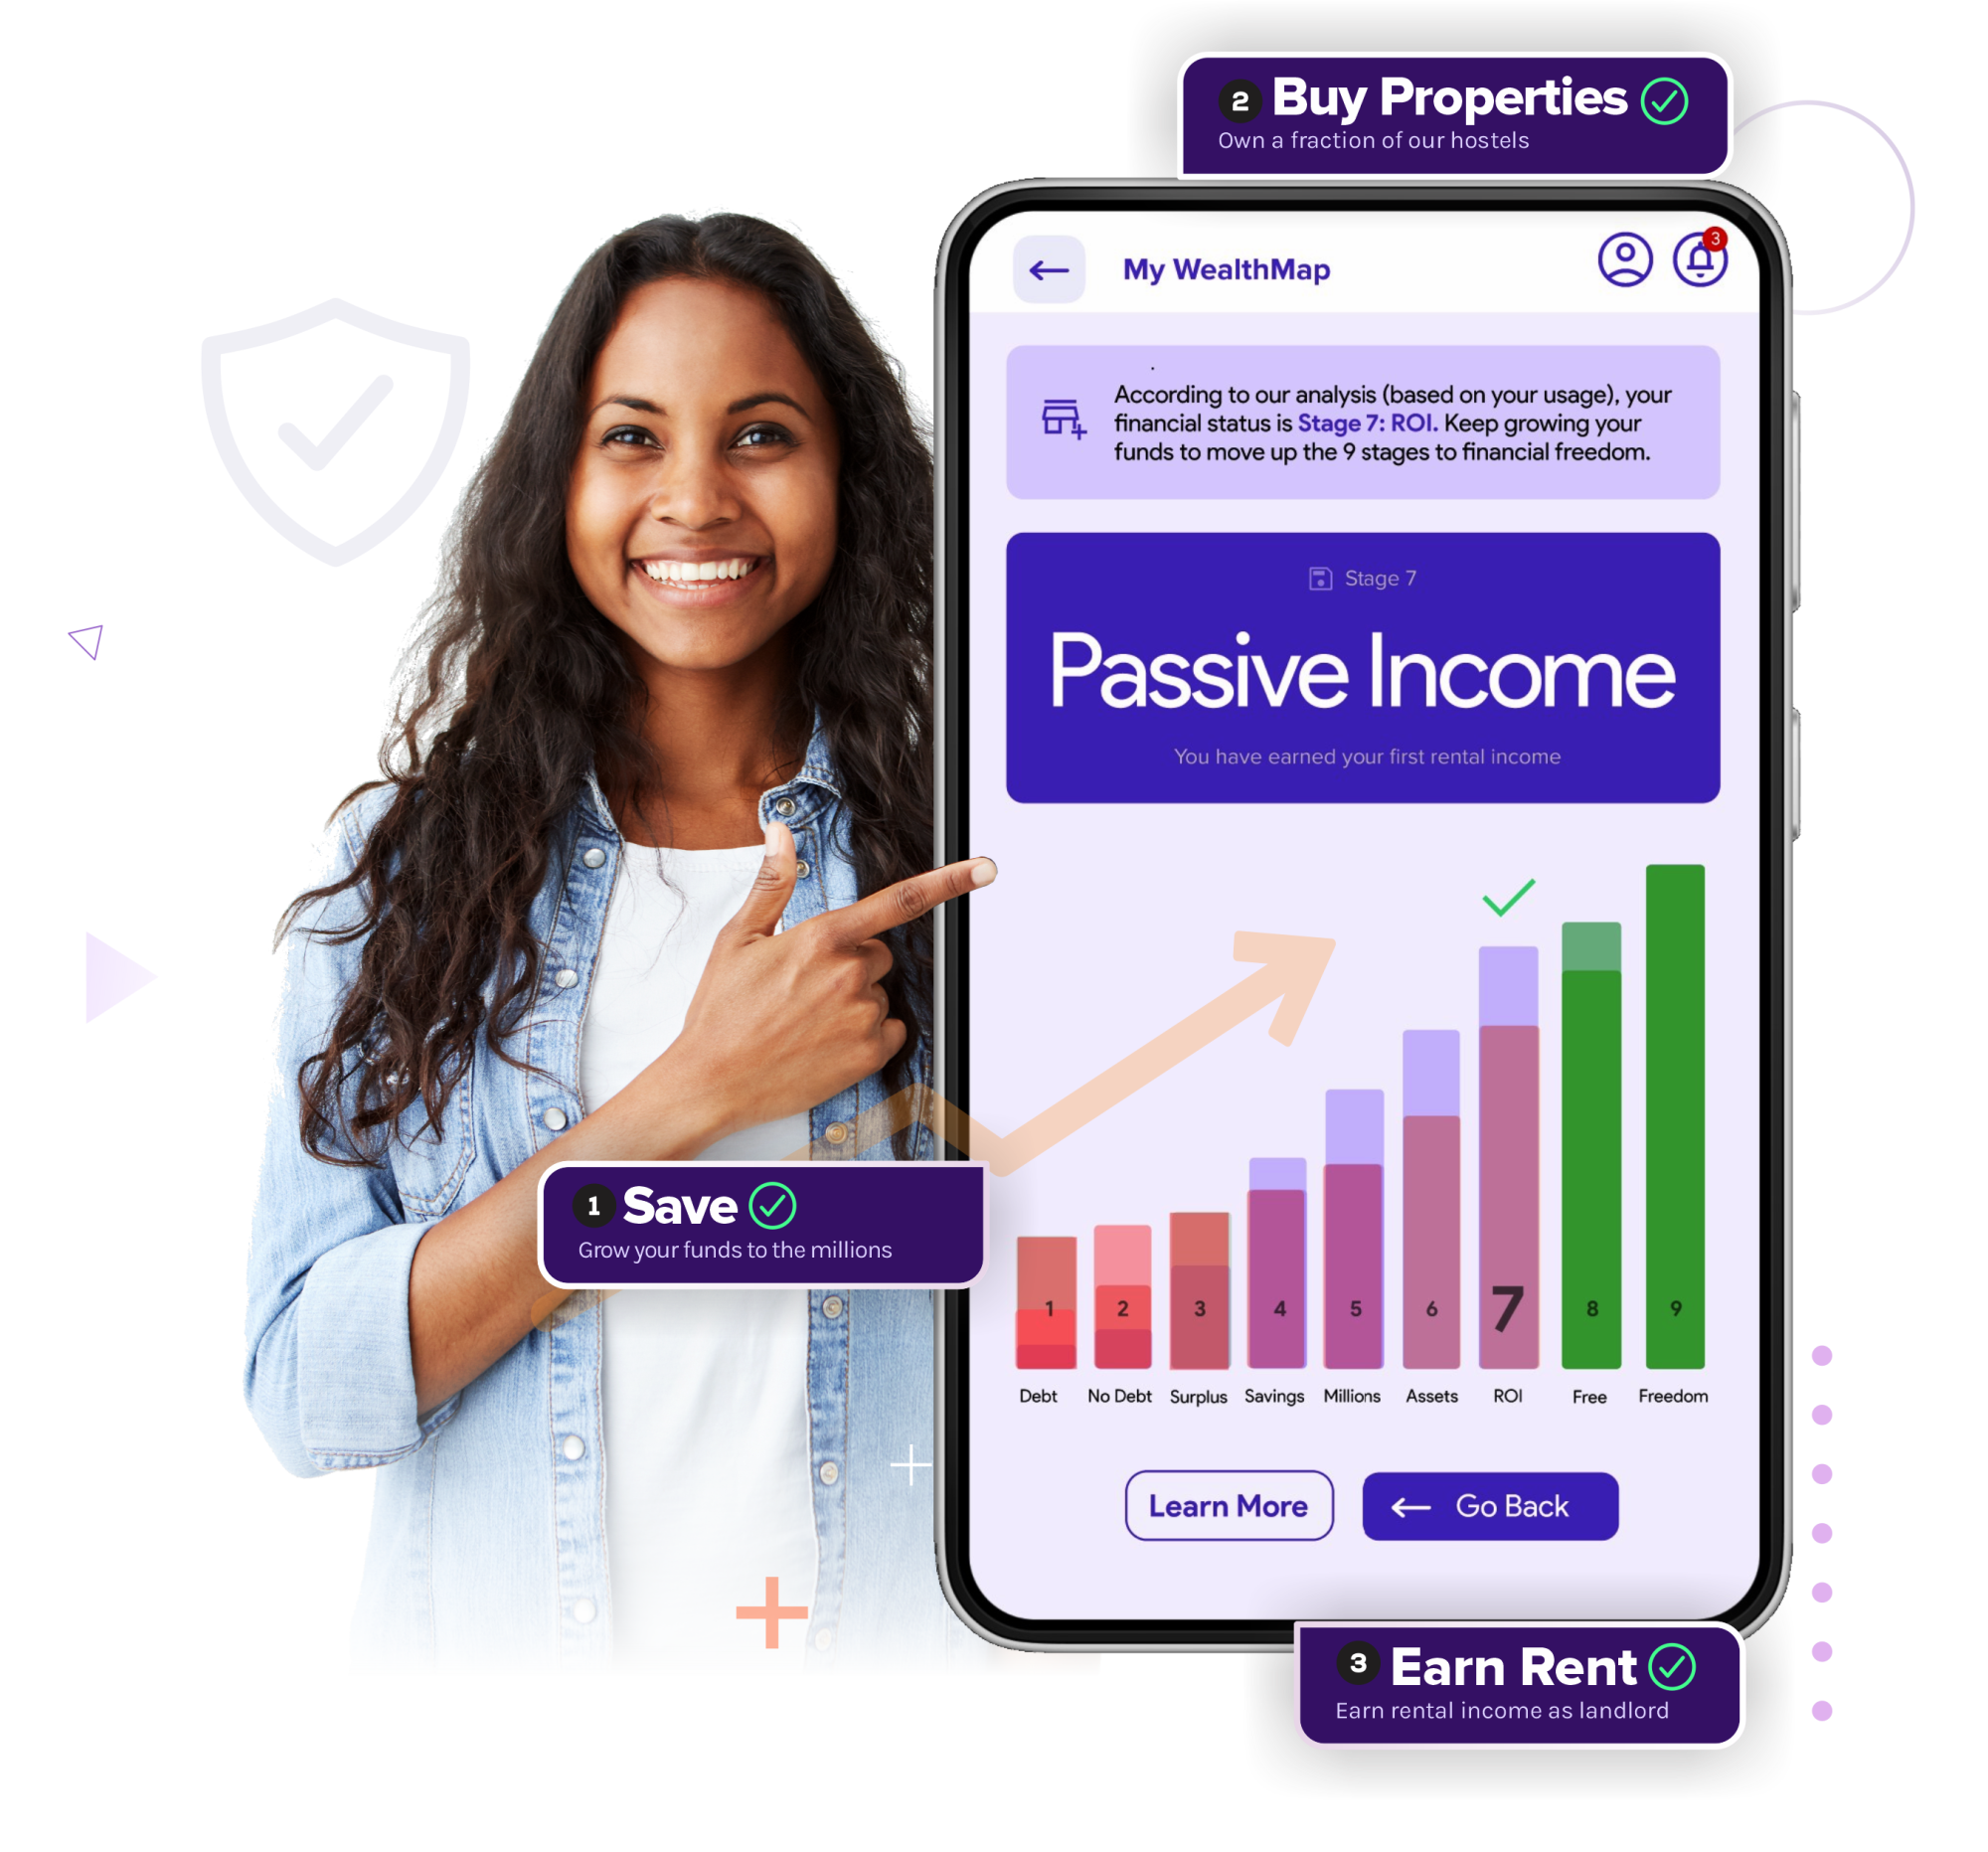 2 Buy Properties
Own a fraction of our hostels
My WealthMap
3
According to our analysis (based on your usage), your
financial status is Stage 7: ROI. Keep growing your
funds to move up the 9 stages to financial freedom.
Stage 7
Passive Income
You have earned your first rental income
1 Save
Grow your funds to the millions
1 2 3 4 5 6 7 8 9
Debt No Debt Surplus Savings Millions Assets ROI Free Freedom
Learn More
Go Back
3 Earn Rent
Earn rental income as landlord